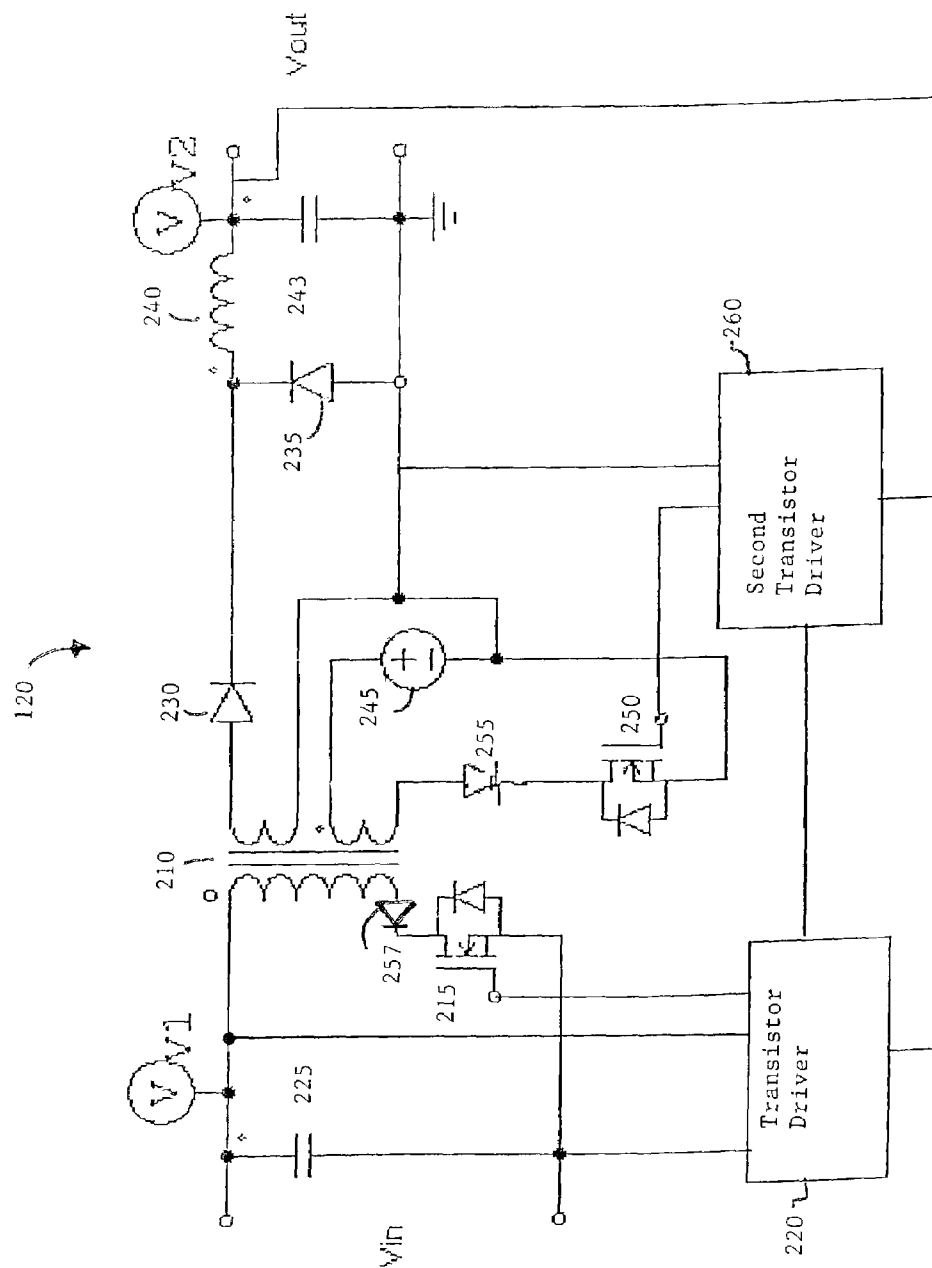 120
Vout
V
V2
240
243
230
235
260
Second
Transistor
Driver
245
250
255
210
257
215
V
V1
225
Transistor
Driver
220
Vin